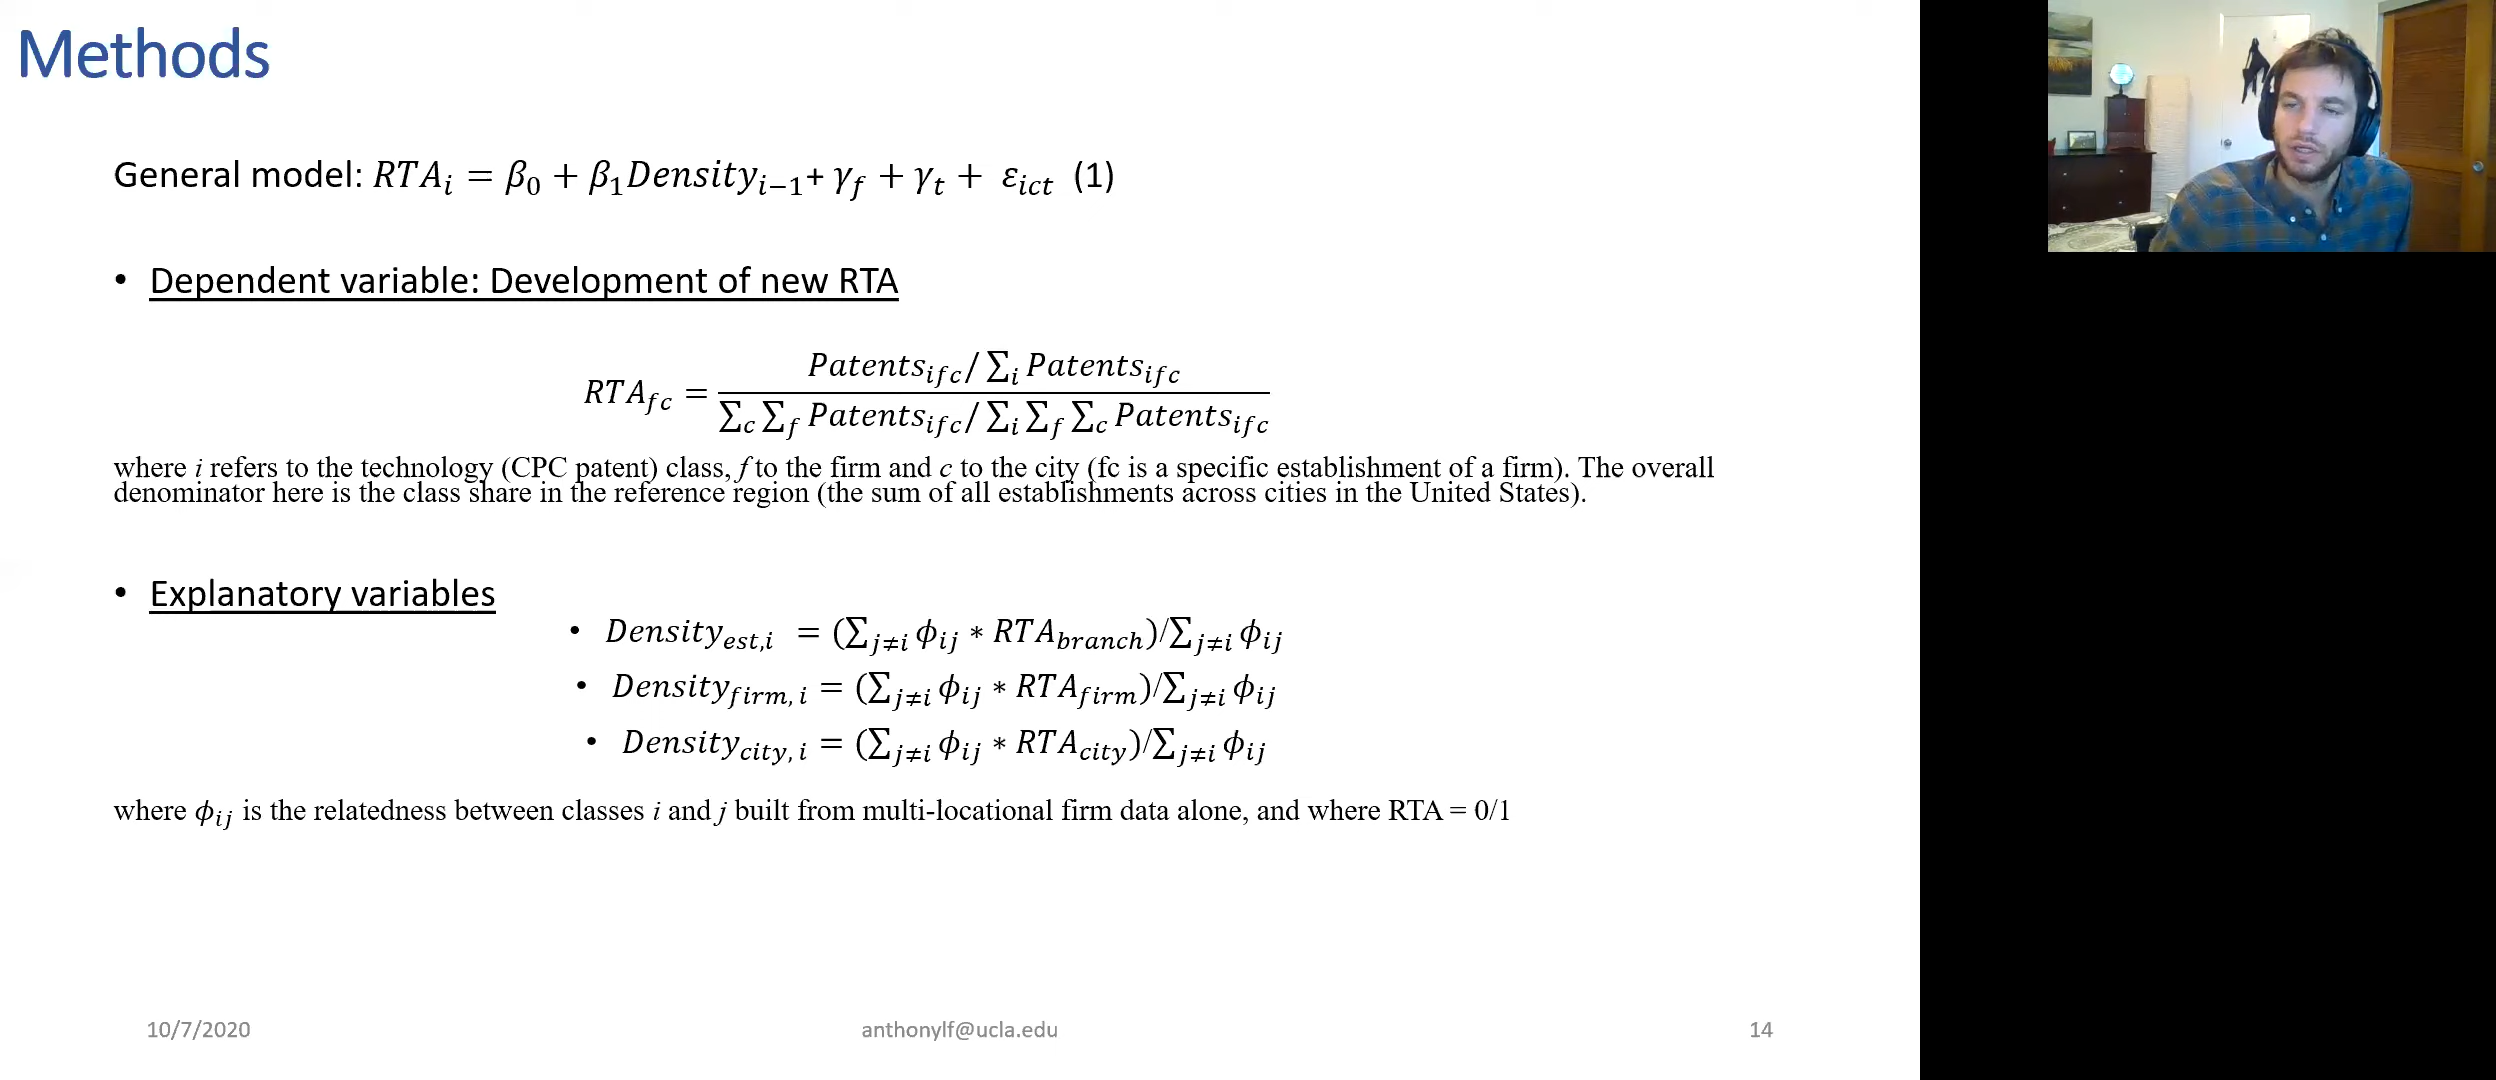 Methods
General model: RTA_i = β_0 + β_1Density_{i−1}+ γ_f + γ_t + ε_{ict} (1)
• Dependent variable: Development of new RTA
RTA_{fc} = \frac{Patents_{ifc}/ ∑_i Patents_{ifc}}{∑_c ∑_f Patents_{ifc}/ ∑_i ∑_f ∑_c Patents_{ifc}}
where i refers to the technology (CPC patent) class, f to the firm and c to the city (fc is a specific establishment of a firm). The overall
denominator here is the class share in the reference region (the sum of all establishments across cities in the United States).
• Explanatory variables
• Density_{est,i} = (∑_{j≠i} ϕ_{ij} ∗ RTA_{branch})/∑_{j≠i} ϕ_{ij}
• Density_{firm, i} = (∑_{j≠i} ϕ_{ij} ∗ RTA_{firm})/∑_{j≠i} ϕ_{ij}
• Density_{city, i} = (∑_{j≠i} ϕ_{ij} ∗ RTA_{city})/∑_{j≠i} ϕ_{ij}
where ϕ_{ij} is the relatedness between classes i and j built from multi-locational firm data alone, and where RTA = 0/1
10/7/2020
anthonylf@ucla.edu
14